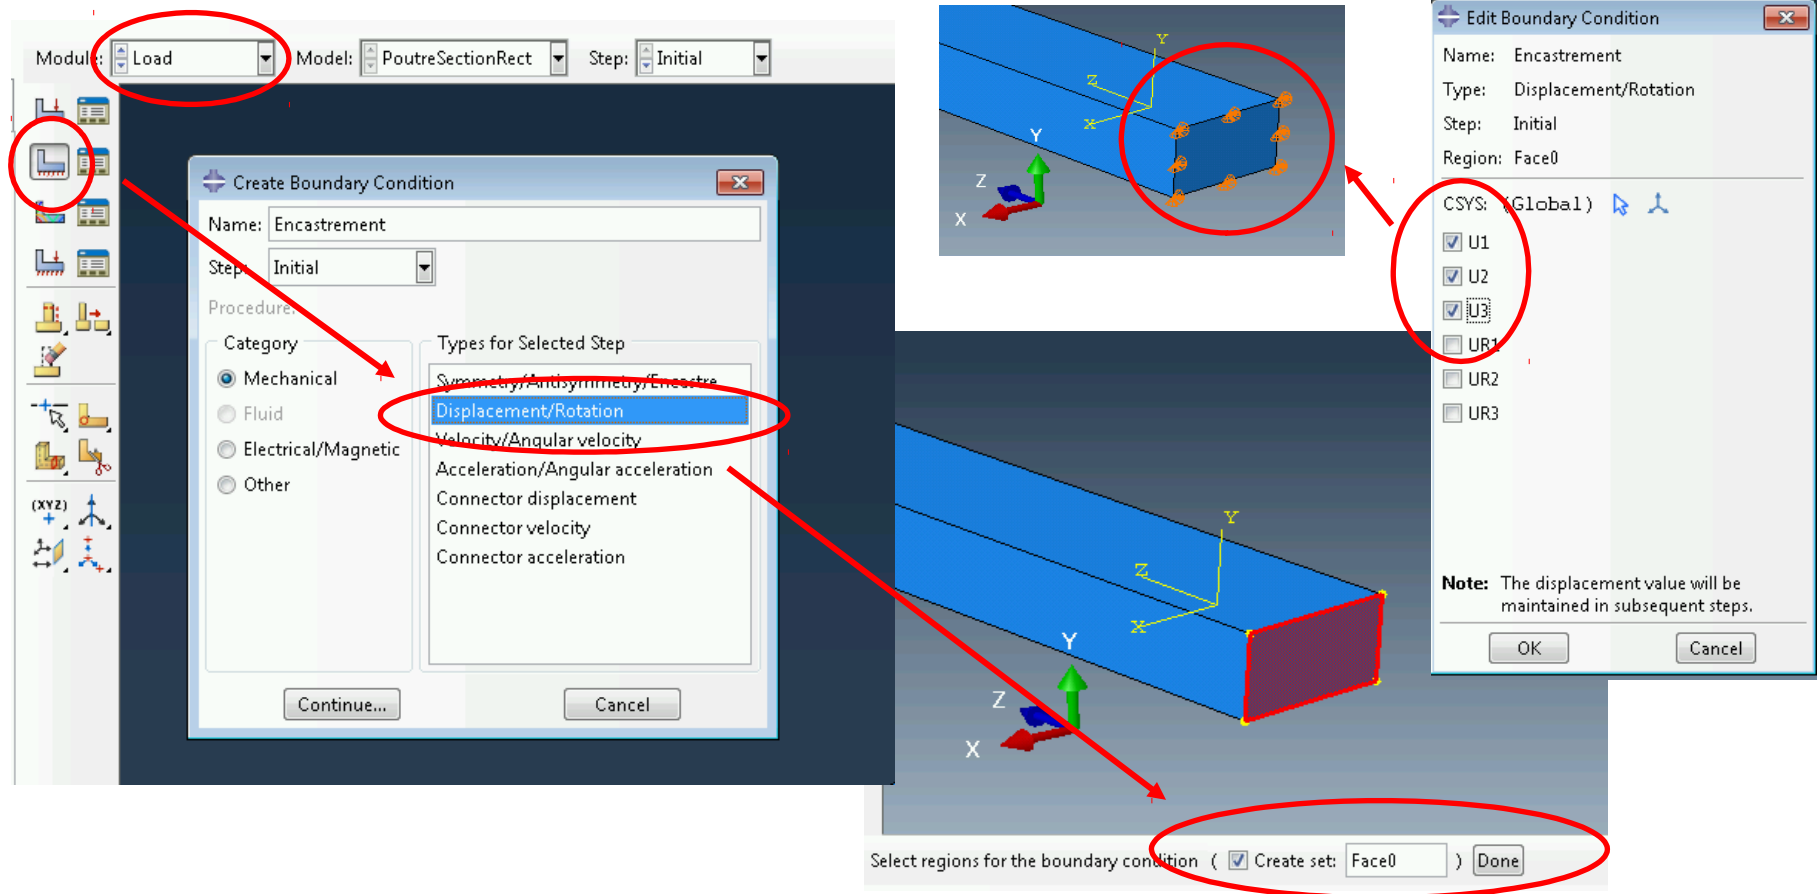 Module: Load Model: PoutreSectionRect Step: Initial
Create Boundary Condition
Name: Encastrement
Step: Initial
Procedure:
Category
Mechanical
Fluid
Electrical/Magnetic
Other
Types for Selected Step
Symmetry/Antisymmetry/Encastre
Displacement/Rotation
Velocity/Angular velocity
Acceleration/Angular acceleration
Connector displacement
Connector velocity
Connector acceleration
Continue...
Cancel
(XYZ)
Y
Z
X
Y
Z
X
Edit Boundary Condition
Name: Encastrement
Type: Displacement/Rotation
Step: Initial
Region: Face0
CSYS: (Global)
U1
U2
U3
UR1
UR2
UR3
Note: The displacement value will be
maintained in subsequent steps.
OK
Cancel
Y
Z
X
Y
Z
X
Select regions for the boundary condition ( Create set: Face0 ) Done